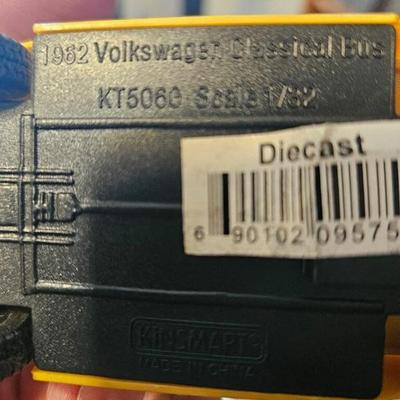 1962 Volkswagen Classical Bus
KT5060 Scale 1/32
Diecast
6 90102 09575
KiNSMART
MADE IN CHINA